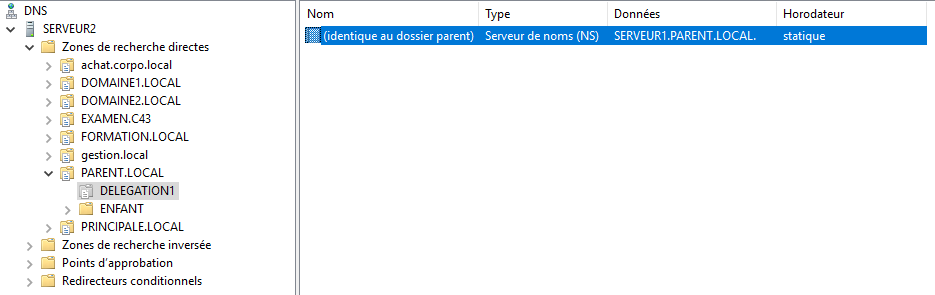 DNS
SERVEUR2
Zones de recherche directes
achat.corpo.local
DOMAINE1.LOCAL
DOMAINE2.LOCAL
EXAMEN.C43
FORMATION.LOCAL
gestion.local
PARENT.LOCAL
DELEGATION1
ENFANT
PRINCIPALE.LOCAL
Zones de recherche inversée
Points d'approbation
Redirecteurs conditionnels
Nom Type Données Horodateur
(identique au dossier parent) Serveur de noms (NS) SERVEUR1.PARENT.LOCAL. statique